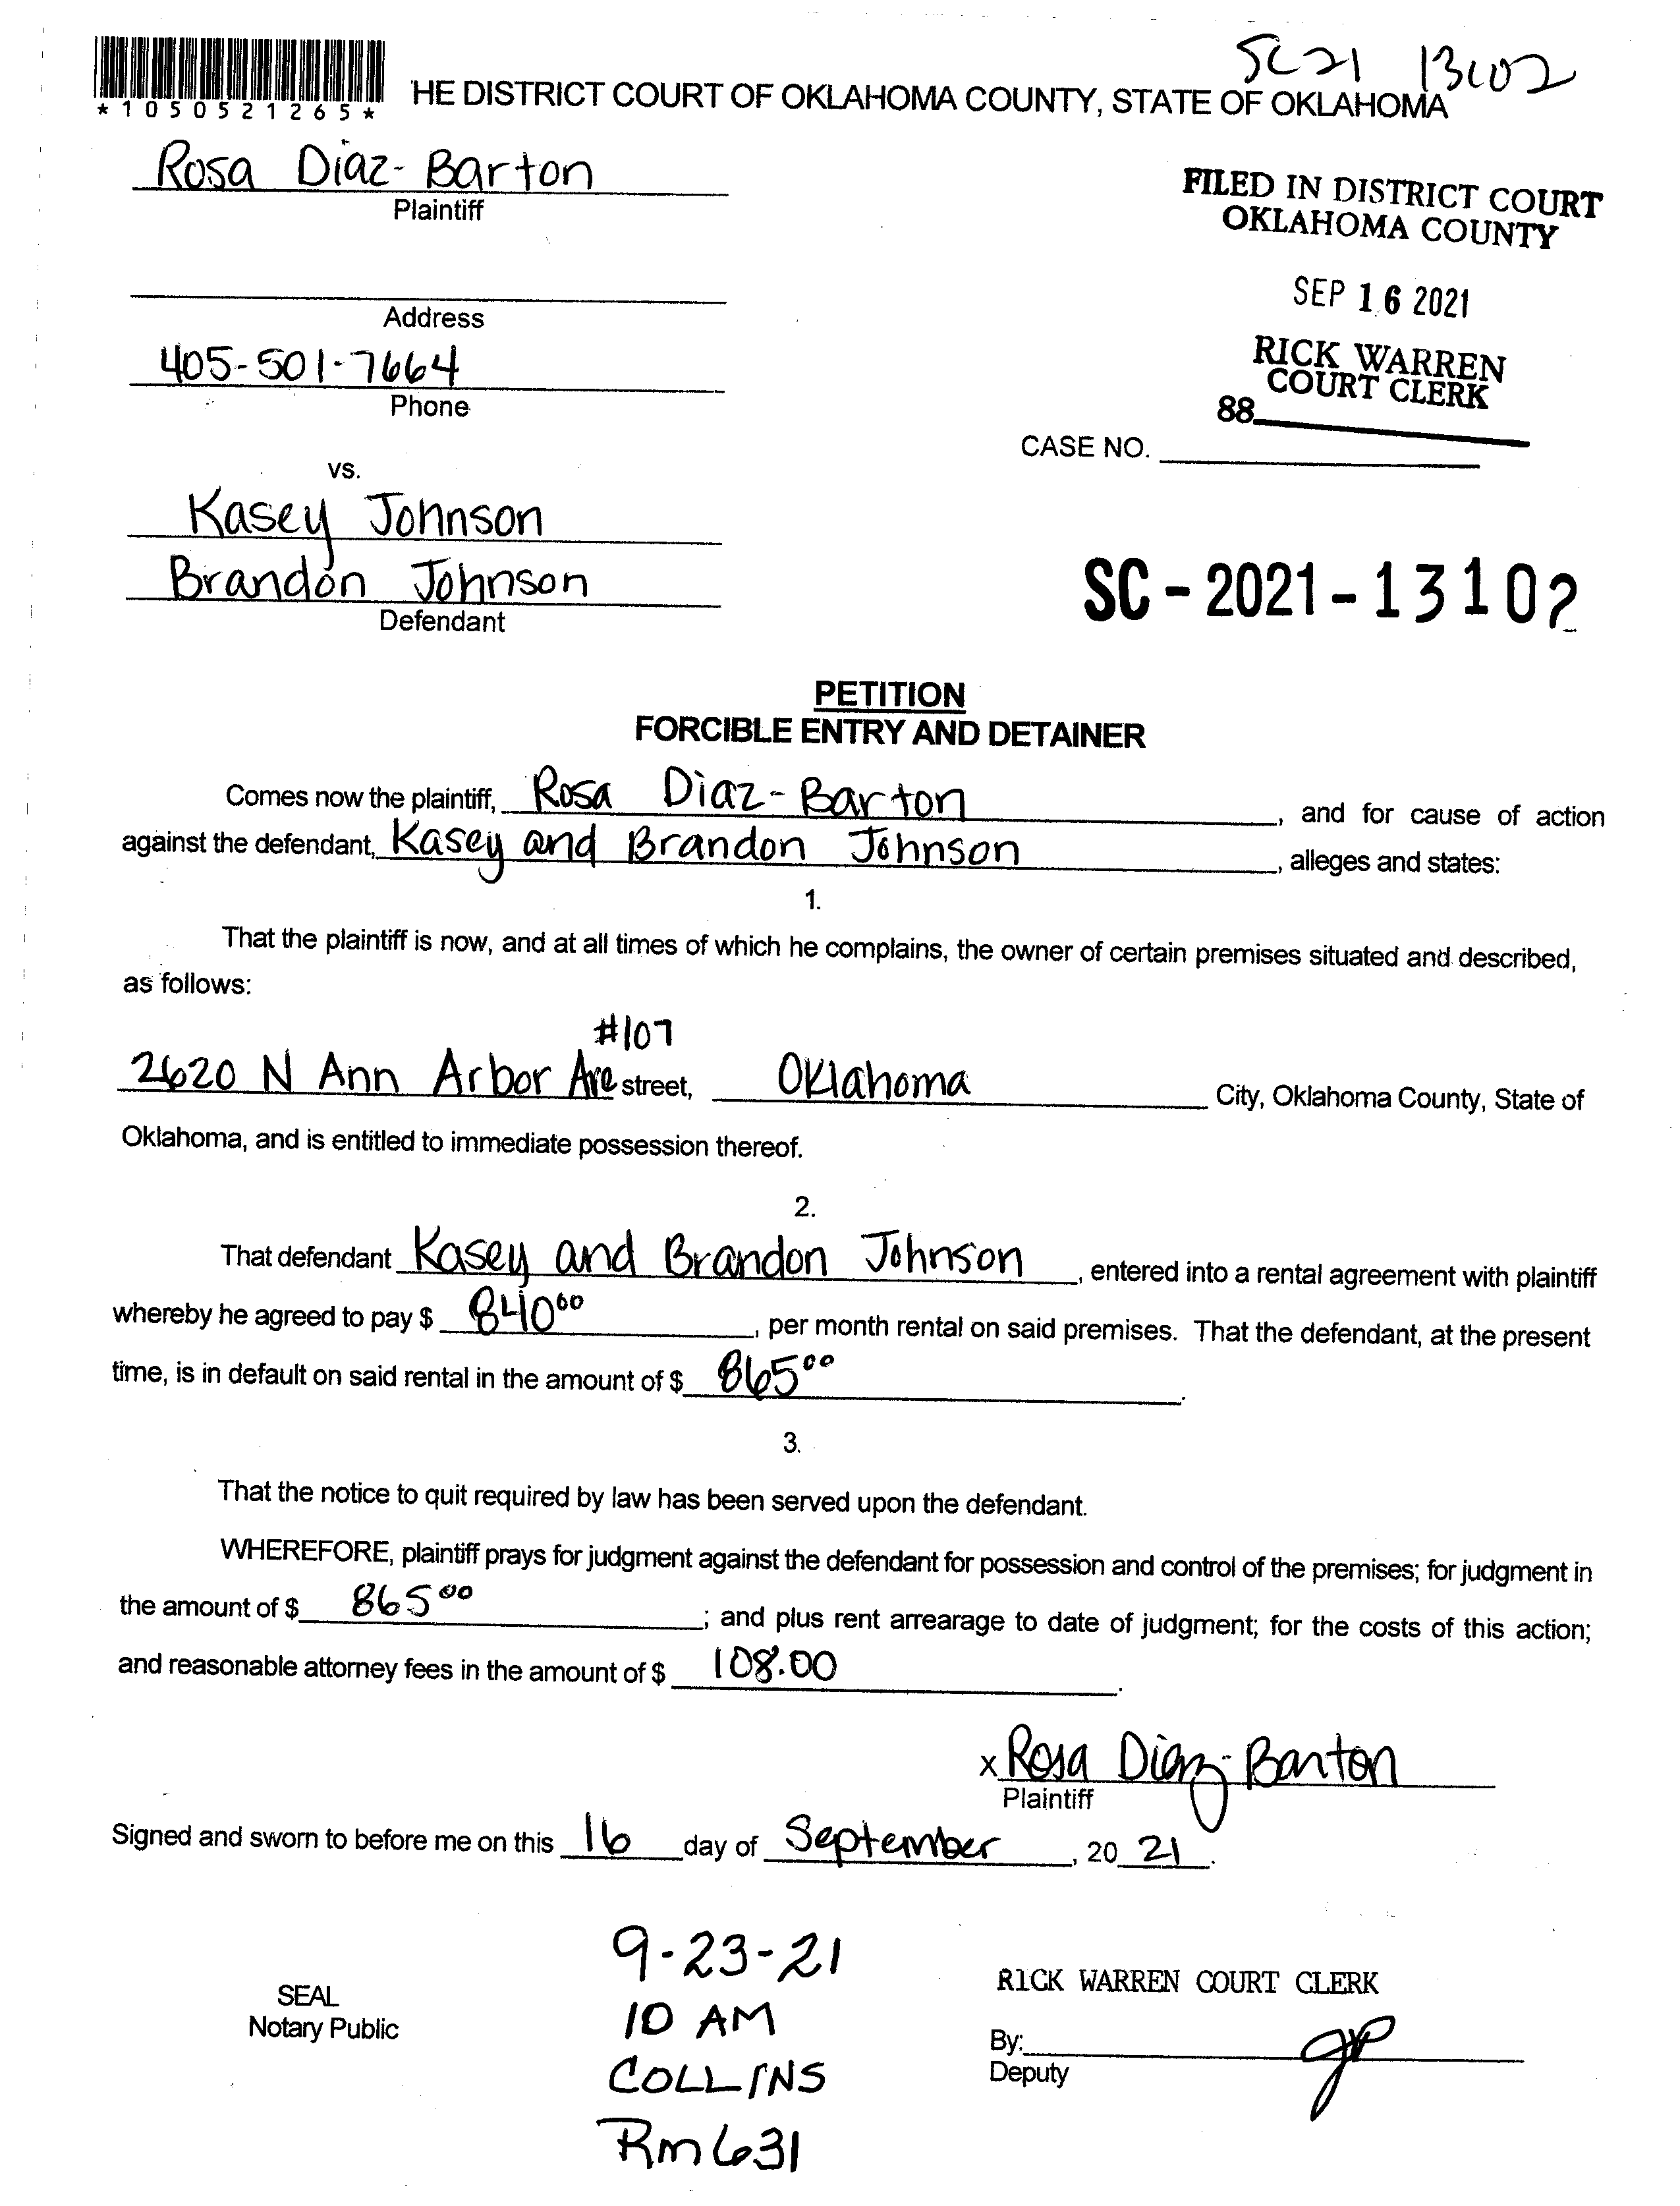 SC21 13102
*1050521265*
HE DISTRICT COURT OF OKLAHOMA COUNTY, STATE OF OKLAHOMA
Rosa Diaz-Barton
Plaintiff
FILED IN DISTRICT COURT
OKLAHOMA COUNTY
SEP 16 2021
RICK WARREN
COURT CLERK
88
Address
405-501-7664
Phone
CASE NO.
vs.
Kasey Johnson
Brandon Johnson
Defendant
SC-2021-13102
PETITION
FORCIBLE ENTRY AND DETAINER
Comes now the plaintiff, Rosa Diaz-Barton, and for cause of action
against the defendant, Kasey and Brandon Johnson, alleges and states:
1.
That the plaintiff is now, and at all times of which he complains, the owner of certain premises situated and described,
as follows:
#107
2620 N Ann Arbor Ave street, Oklahoma City, Oklahoma County, State of
Oklahoma, and is entitled to immediate possession thereof.
2.
That defendant Kasey and Brandon Johnson, entered into a rental agreement with plaintiff
whereby he agreed to pay $ 840⁰⁰, per month rental on said premises. That the defendant, at the present
time, is in default on said rental in the amount of $ 865⁰⁰.
3.
That the notice to quit required by law has been served upon the defendant.
WHEREFORE, plaintiff prays for judgment against the defendant for possession and control of the premises; for judgment in
the amount of $ 865⁰⁰; and plus rent arrearage to date of judgment; for the costs of this action;
and reasonable attorney fees in the amount of $ 108.00.
x Rosa Diaz-Barton
Plaintiff
Signed and sworn to before me on this 16 day of September, 20 21.
9-23-21
10 AM
COLLINS
Rm 631
SEAL
Notary Public
RICK WARREN COURT CLERK
By:
Deputy